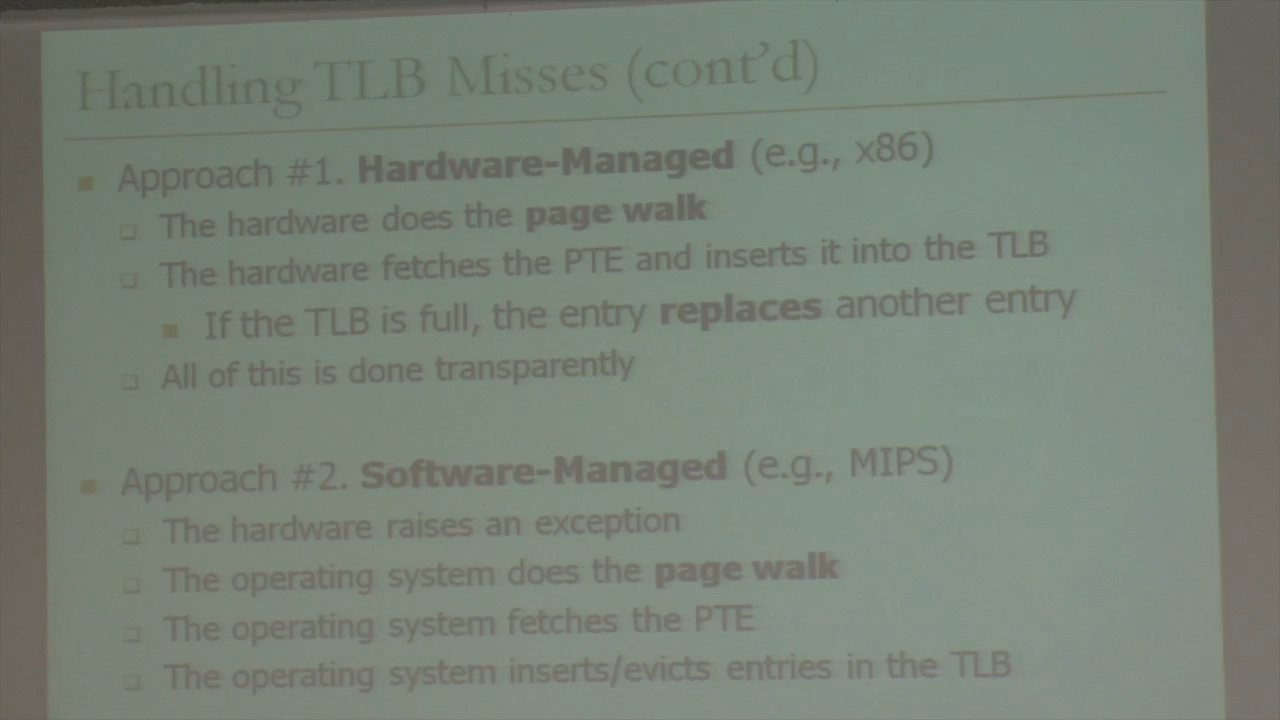 Handling TLB Misses (cont'd)
Approach #1. Hardware-Managed (e.g., x86)
The hardware does the page walk
The hardware fetches the PTE and inserts it into the TLB
If the TLB is full, the entry replaces another entry
All of this is done transparently
Approach #2. Software-Managed (e.g., MIPS)
The hardware raises an exception
The operating system does the page walk
The operating system fetches the PTE
The operating system inserts/evicts entries in the TLB